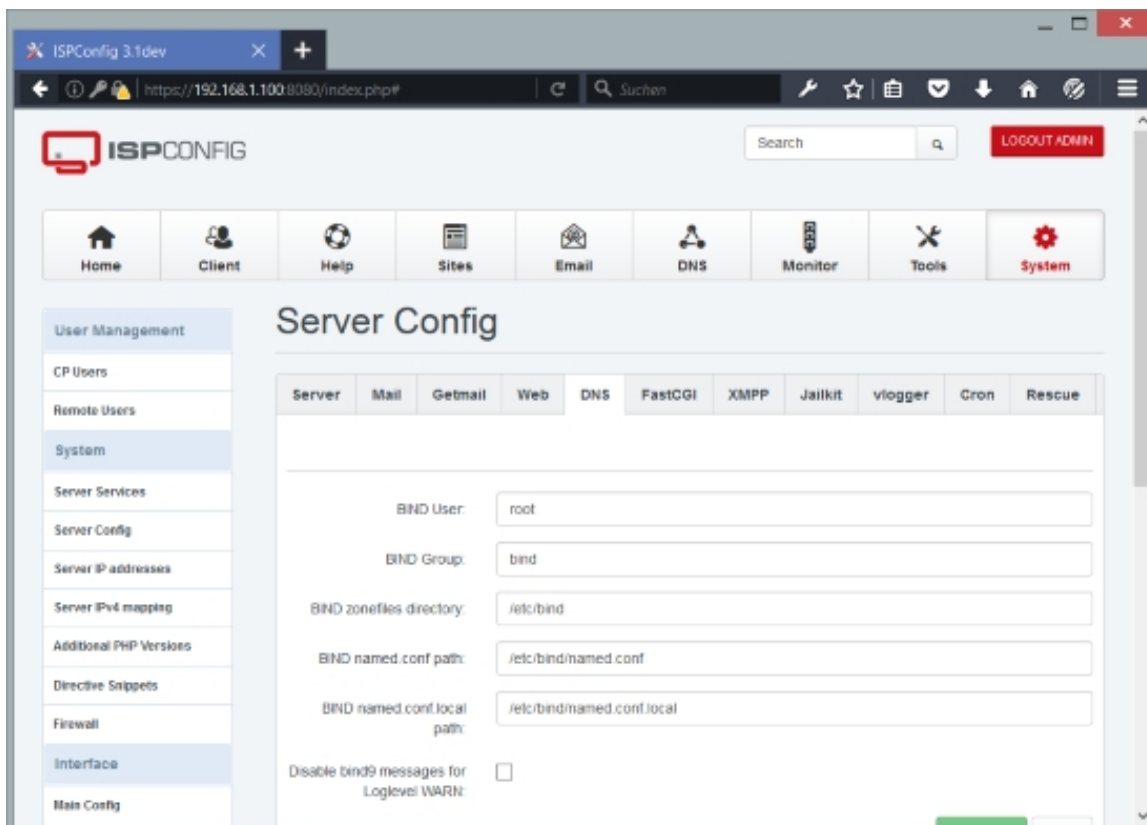 ISPConfig 3.1dev
https://192.168.1.100:8080/index.php#
Suchen
ISPCONFIG
Search
LOGOUT ADMIN
Home
Client
Help
Sites
Email
DNS
Monitor
Tools
System
User Management
CP Users
Remote Users
System
Server Services
Server Config
Server IP addresses
Server IPv4 mapping
Additional PHP Versions
Directive Snippets
Firewall
Interface
Main Config
Server Config
Server Mail Getmail Web DNS FastCGI XMPP Jailkit vlogger Cron Rescue
BIND User: root
BIND Group: bind
BIND zonefiles directory: /etc/bind
BIND named.conf path: /etc/bind/named.conf
BIND named.conf.local /etc/bind/named.conf.local
path:
Disable bind9 messages for
Loglevel WARN: